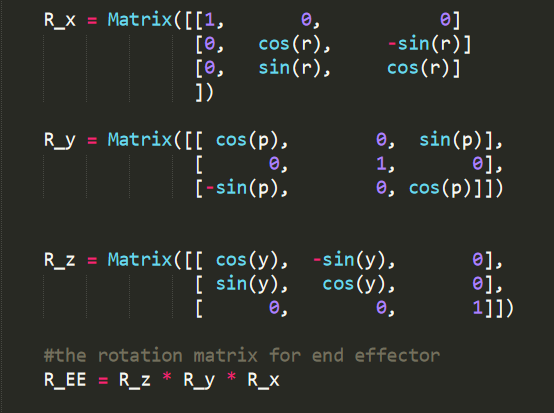 R_x = Matrix([[1, 0, 0]
[0, cos(r), -sin(r)]
[0, sin(r), cos(r)]
])
R_y = Matrix([[ cos(p), 0, sin(p)],
[ 0, 1, 0],
[-sin(p), 0, cos(p)]])
R_z = Matrix([[ cos(y), -sin(y), 0],
[ sin(y), cos(y), 0],
[ 0, 0, 1]])
#the rotation matrix for end effector
R_EE = R_z * R_y * R_x